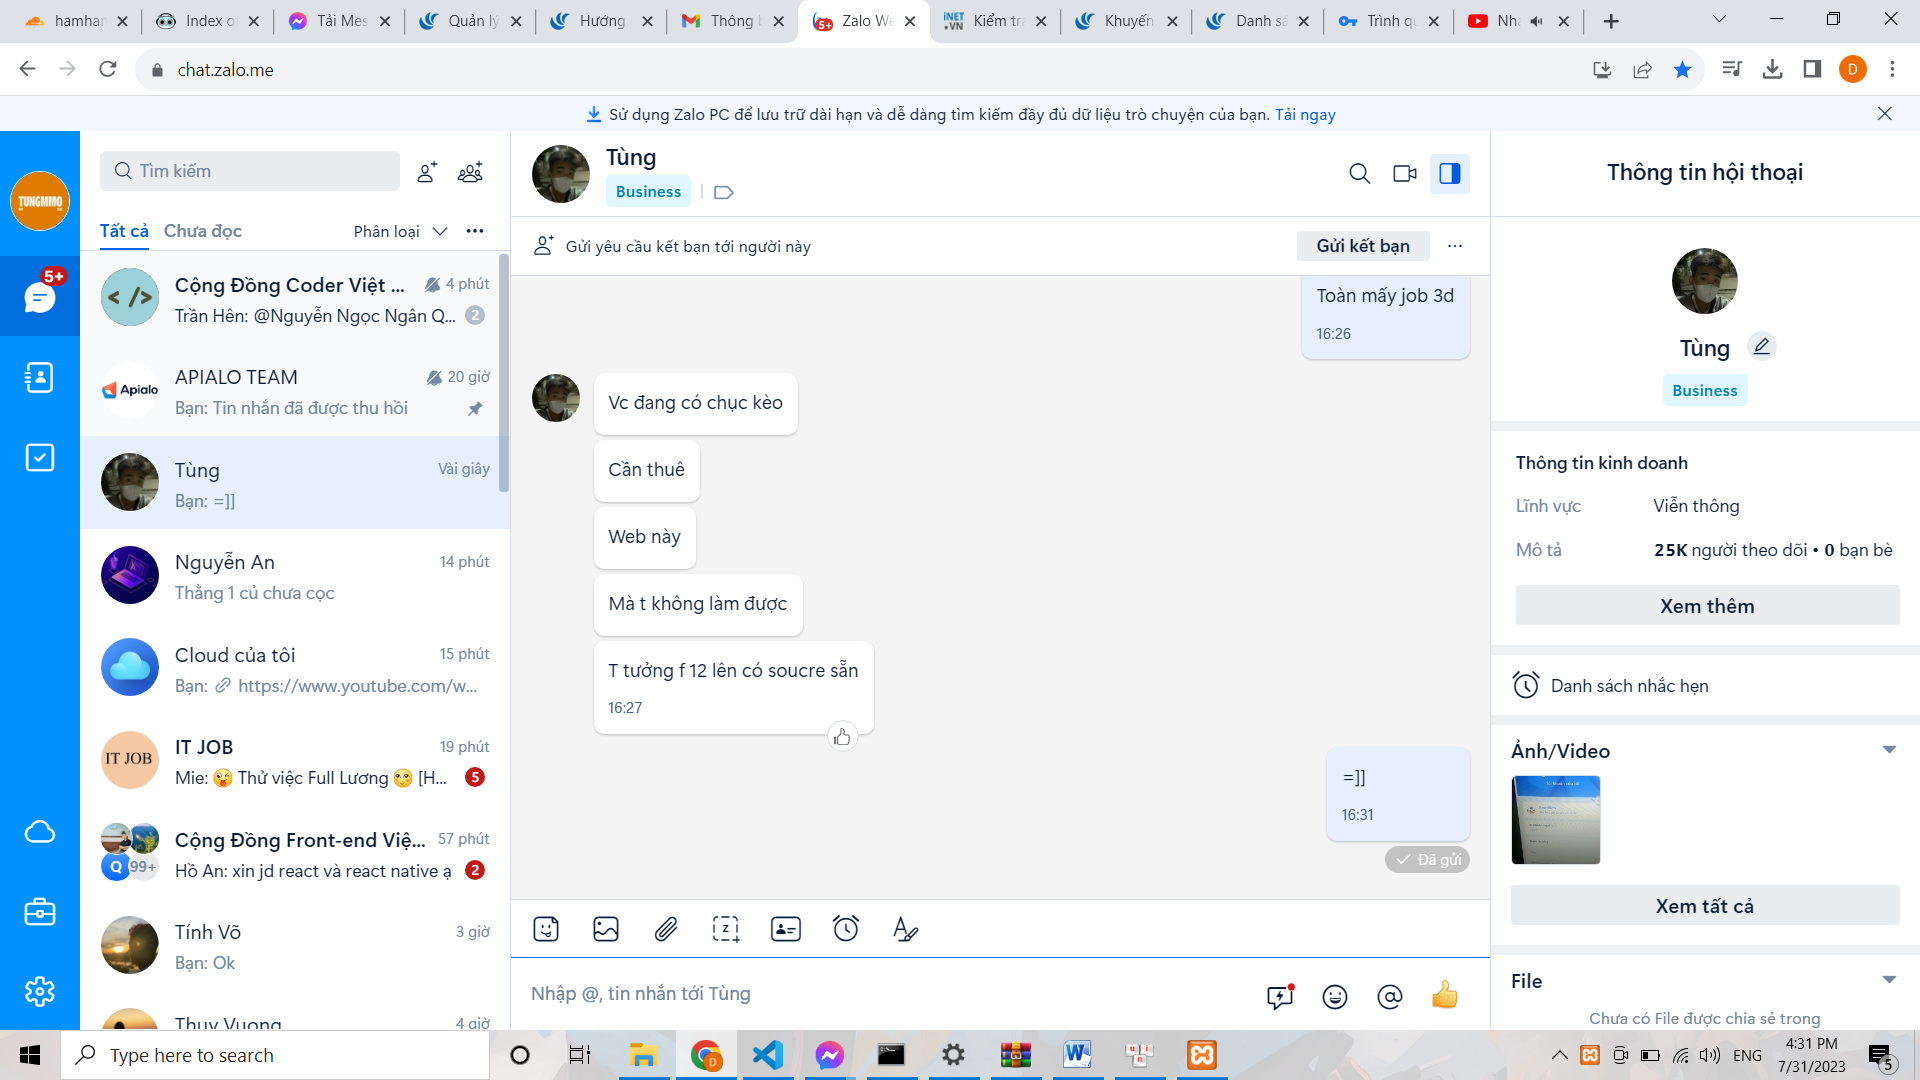 hamhan
Index o
Tải Mes
Quản lý
Hướng
Thông b
Zalo We
Kiểm tra
Khuyến
Danh sá
Trình qu
Nhạ
chat.zalo.me
D
Sử dụng Zalo PC để lưu trữ dài hạn và dễ dàng tìm kiếm đầy đủ dữ liệu trò chuyện của bạn. Tải ngay
TUNGMMO
5+
Tìm kiếm
Tất cả
Chưa đọc
Phân loại
Cộng Đồng Coder Việt ...
4 phút
Trần Hên: @Nguyễn Ngọc Ngân Q...
2
Apialo
APIALO TEAM
20 giờ
Bạn: Tin nhắn đã được thu hồi
Tùng
Vài giây
Bạn: =]]
Nguyễn An
14 phút
Thằng 1 củ chưa cọc
Cloud của tôi
15 phút
Bạn: https://www.youtube.com/w...
IT JOB
IT JOB
19 phút
Mie: 😜 Thử việc Full Lương 🙄 [H...
5
Q
99+
Cộng Đồng Front-end Việ...
57 phút
Hồ An: xin jd react và react native ạ
2
Tính Võ
3 giờ
Bạn: Ok
Thuy Vuong
4 giờ
Tùng
Business
Gửi yêu cầu kết bạn tới người này
Gửi kết bạn
Toàn mấy job 3d
16:26
Vc đang có chục kèo
Cần thuê
Web này
Mà t không làm được
T tưởng f 12 lên có soucre sẵn
16:27
=]]
16:31
Đã gửi
Nhập @, tin nhắn tới Tùng
Thông tin hội thoại
Tùng
Business
Thông tin kinh doanh
Lĩnh vực
Viễn thông
Mô tả
25K người theo dõi • 0 bạn bè
Xem thêm
Danh sách nhắc hẹn
Ảnh/Video
Xem tất cả
File
Chưa có File được chia sẻ trong
Type here to search
ENG
4:31 PM
7/31/2023
5